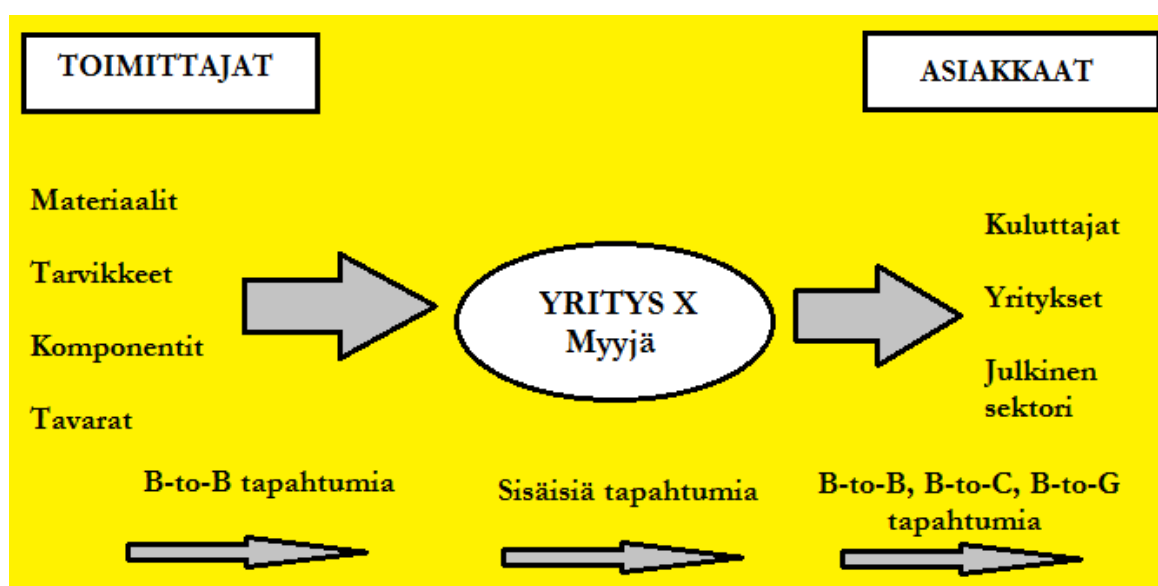 TOIMITTAJAT
ASIAKKAAT
Materiaalit
Tarvikkeet
Komponentit
Tavarat
YRITYS X
Myyjä
Kuluttajat
Yritykset
Julkinen
sektori
B-to-B tapahtumia
Sisäisiä tapahtumia
B-to-B, B-to-C, B-to-G
tapahtumia